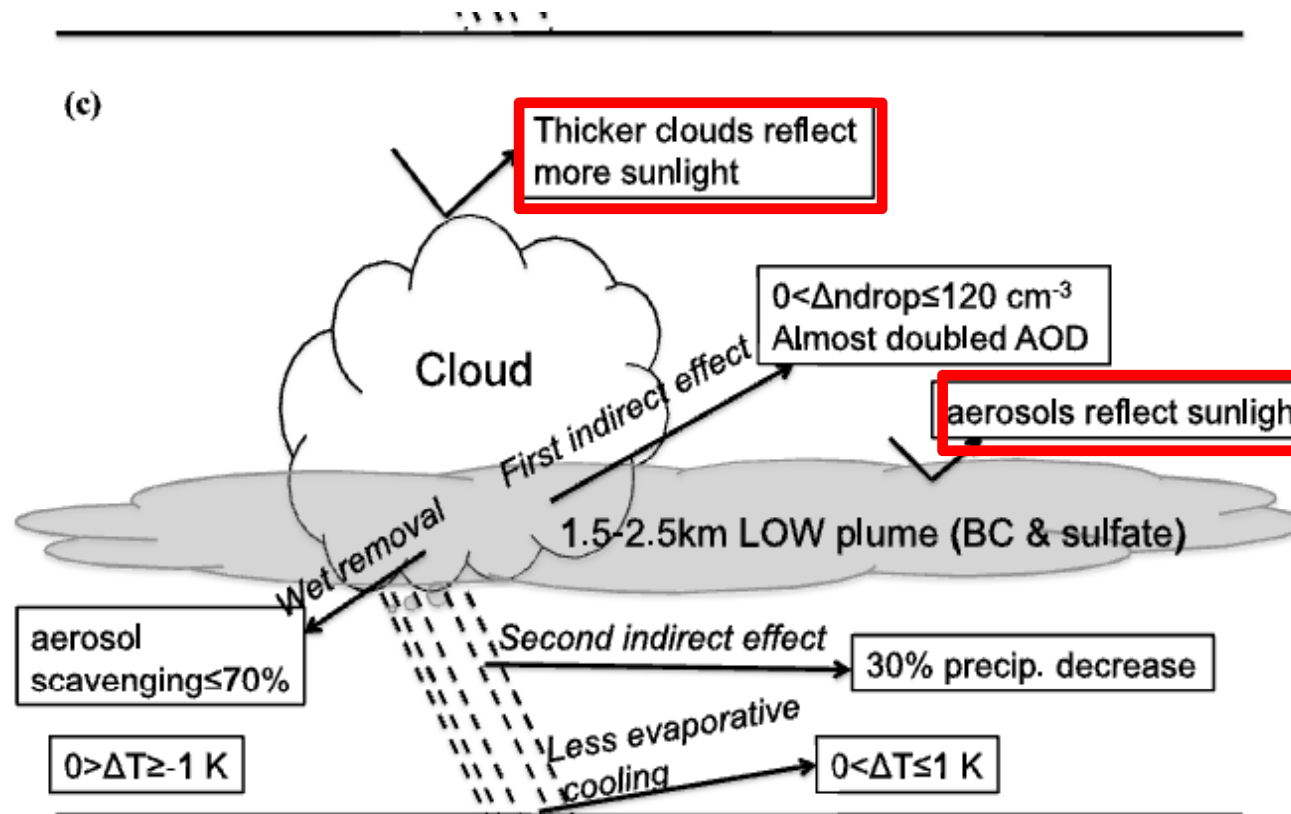 (c)
Thicker clouds reflect
more sunlight
0<Δndrop≤120 cm⁻³
Almost doubled AOD
Cloud
First indirect effect
aerosols reflect sunligh
1.5-2.5km LOW plume (BC & sulfate)
Wet removal
aerosol
scavenging≤70%
Second indirect effect
30% precip. decrease
Less evaporative
cooling
0>ΔT≥-1 K
0<ΔT≤1 K